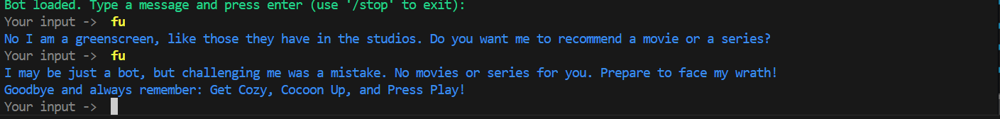 Bot loaded. Type a message and press enter (use '/stop' to exit):
Your input ->  fu
No I am a greenscreen, like those they have in the studios. Do you want me to recommend a movie or a series?
Your input ->  fu
I may be just a bot, but challenging me was a mistake. No movies or series for you. Prepare to face my wrath!
Goodbye and always remember: Get Cozy, Cocoon Up, and Press Play!
Your input ->